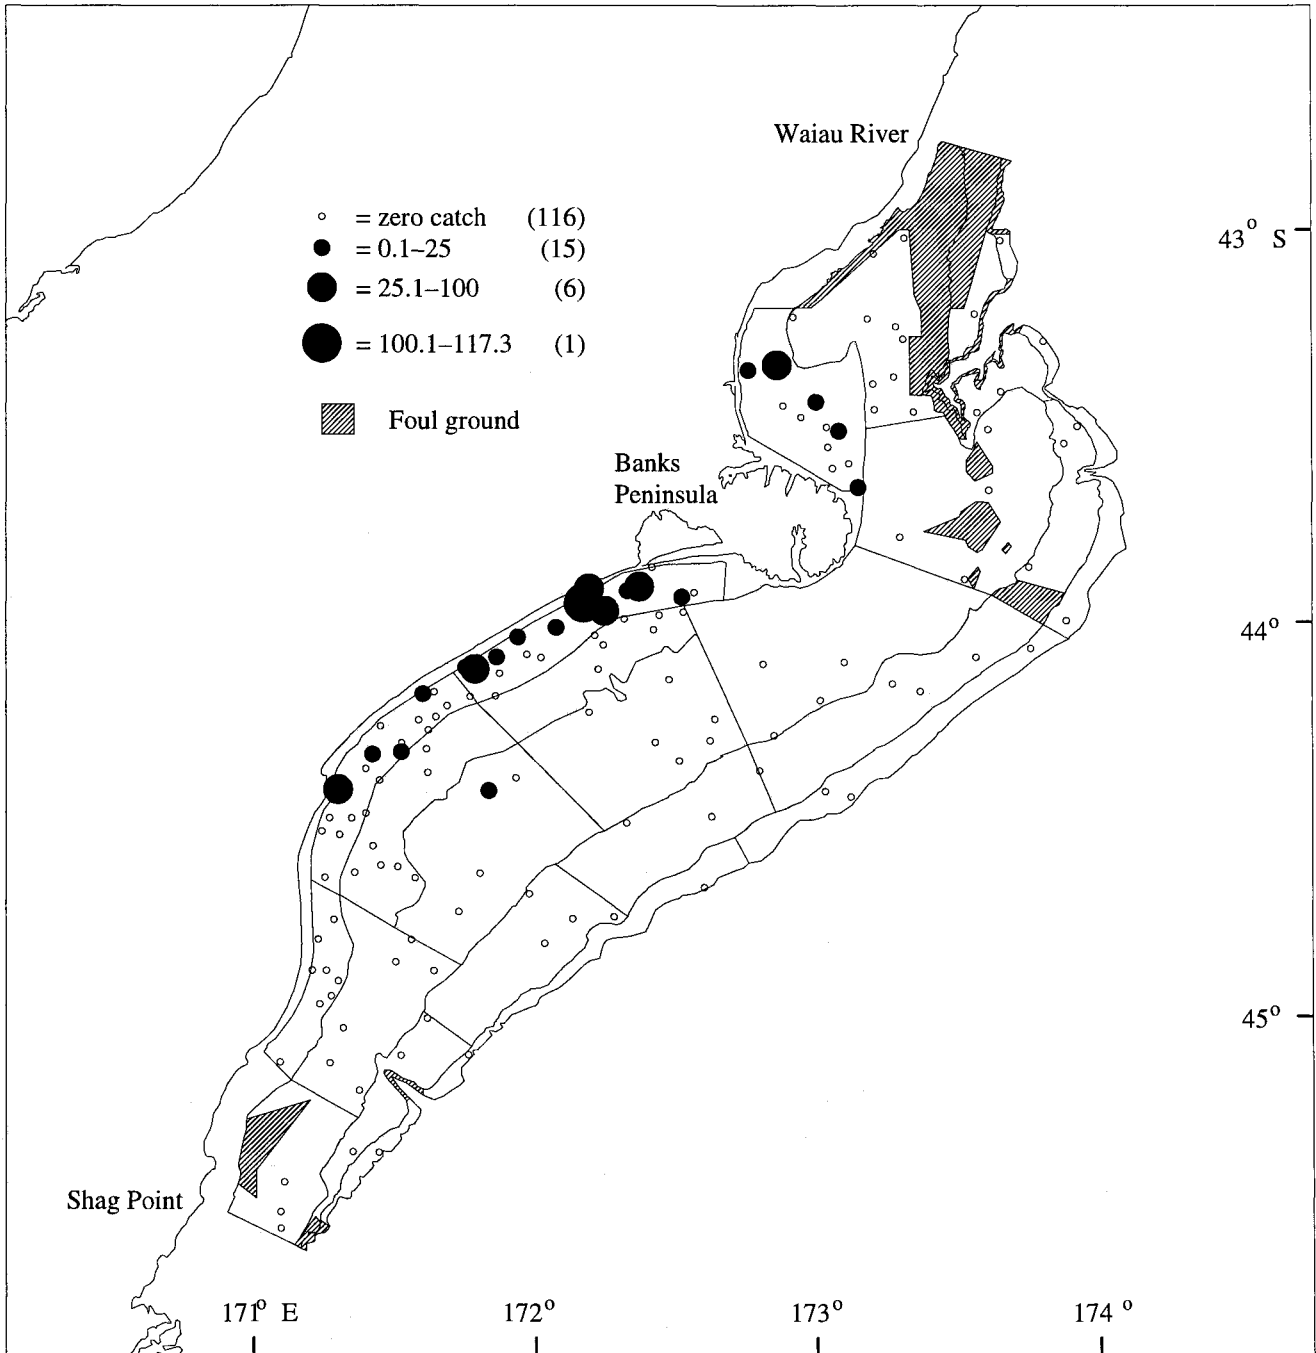 Waiau River
= zero catch (116)
= 0.1–25 (15)
= 25.1–100 (6)
= 100.1–117.3 (1)
Foul ground
43° S
Banks
Peninsula
44°
45°
Shag Point
171° E 172° 173° 174°